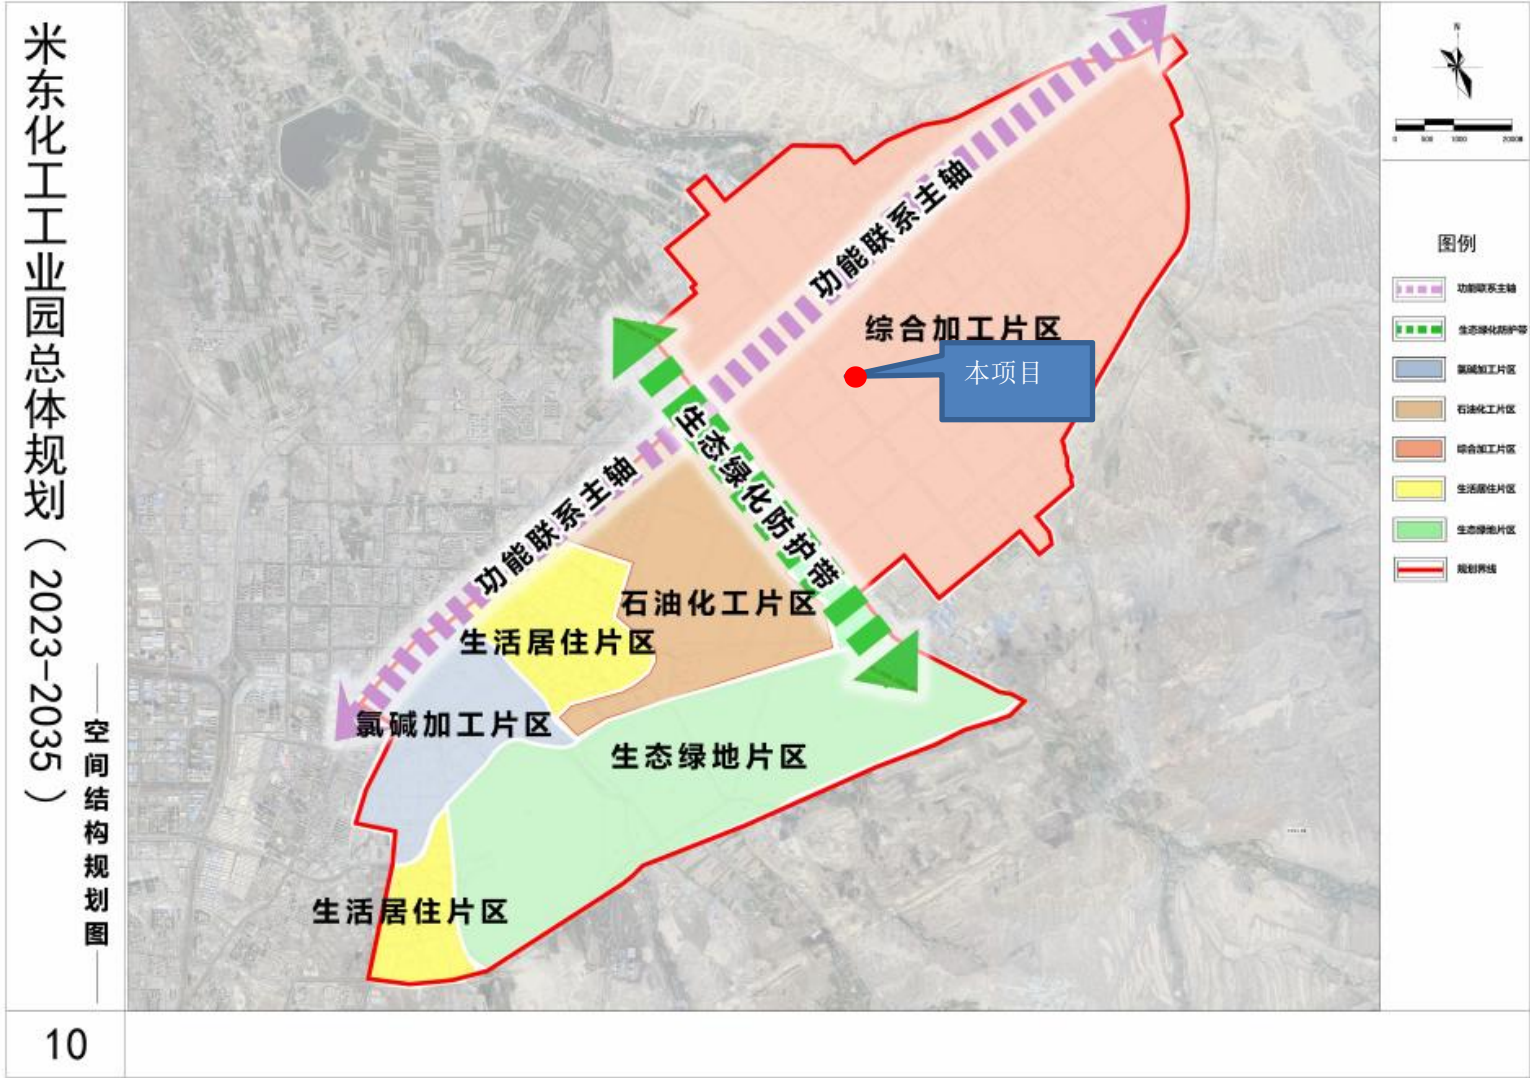 米东化工工业园总体规划（2023-2035）
空间结构规划图
10
功能联系主轴
综合加工片区
本项目
生态绿化防护带
功能联系主轴
石油化工片区
生活居住片区
氯碱加工片区
生态绿地片区
生活居住片区
N
0 500 1000 2000M
图例
功能联系主轴
生态绿化防护带
氯碱加工片区
石油化工片区
综合加工片区
生活居住片区
生态绿地片区
规划界线